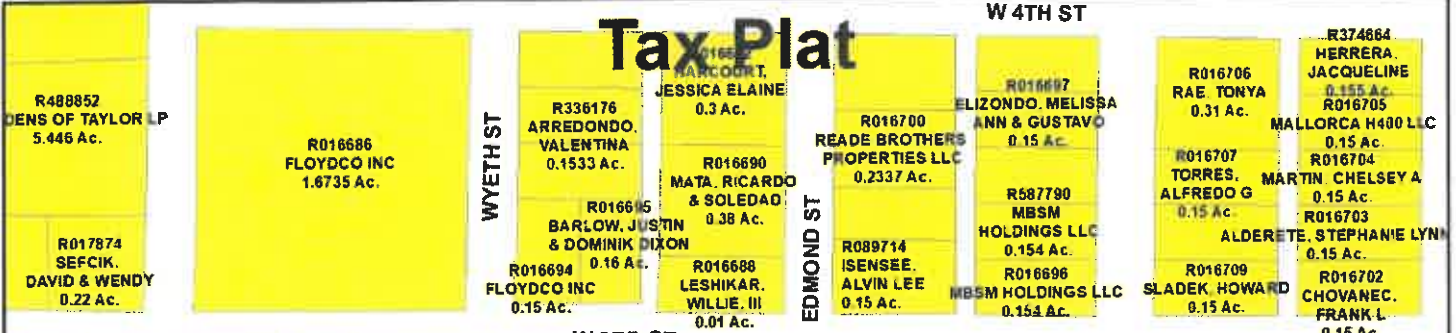 W 4TH ST
Tax Plat
R488852
DENS OF TAYLOR LP
5.446 Ac.
R017874
SEFCIK,
DAVID & WENDY
0.22 Ac.
R016686
FLOYDCO INC
1.6735 Ac.
WYETH ST
R336176
ARREDONDO,
VALENTINA
0.1533 Ac.
R016695
BARLOW, JUSTIN
& DOMINIK DIXON
0.16 Ac.
R016694
FLOYDCO INC
0.15 Ac.
HARCOURT,
JESSICA ELAINE
0.3 Ac.
R016690
MATA, RICARDO
& SOLEDAD
0.38 Ac.
R016688
LESHIKAR,
WILLIE, III
0.01 Ac.
EDMOND ST
R016700
READE BROTHERS
PROPERTIES LLC
0.2337 Ac.
R089714
ISENSEE,
ALVIN LEE
0.15 Ac.
R016697
ELIZONDO, MELISSA
ANN & GUSTAVO
0.15 Ac.
R587790
MBSM
HOLDINGS LLC
0.154 Ac.
R016696
MBSM HOLDINGS LLC
0.154 Ac.
R016706
RAE, TONYA
0.31 Ac.
R016707
TORRES,
ALFREDO G
0.15 Ac.
R016709
SLADEK, HOWARD
0.15 Ac.
R374664
HERRERA,
JACQUELINE
0.155 Ac.
R016705
MALLORCA H400 LLC
0.15 Ac.
R016704
MARTIN, CHELSEY A
0.15 Ac.
R016703
ALDERETE, STEPHANIE LYNN
0.15 Ac.
R016702
CHOVANEC,
FRANK L
0.15 Ac.